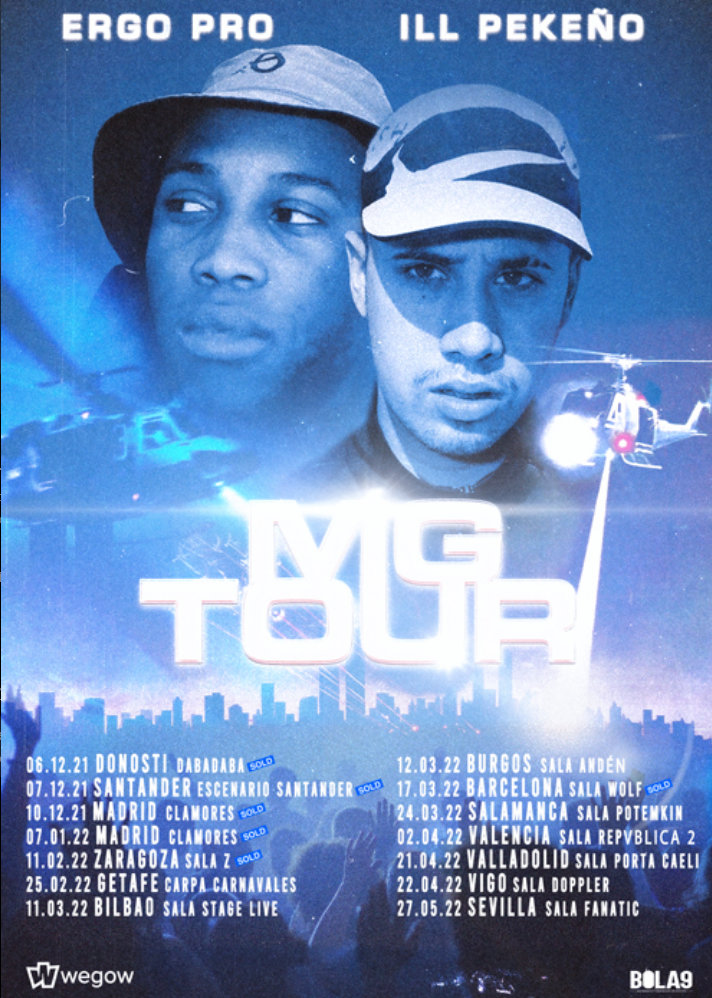 ERGO PRO
ILL PEKEÑO
MG
TOUR
06.12.21 DONOSTI DABADABA SOLD
07.12.21 SANTANDER ESCENARIO SANTANDER SOLD
10.12.21 MADRID CLAMORES SOLD
07.01.22 MADRID CLAMORES SOLD
11.02.22 ZARAGOZA SALA Z SOLD
25.02.22 GETAFE CARPA CARNAVALES
11.03.22 BILBAO SALA STAGE LIVE
12.03.22 BURGOS SALA ANDÉN
17.03.22 BARCELONA SALA WOLF SOLD
24.03.22 SALAMANCA SALA POTEMKIN
02.04.22 VALENCIA SALA REPVBLICA 2
21.04.22 VALLADOLID SALA PORTA CAELI
22.04.22 VIGO SALA DOPPLER
27.05.22 SEVILLA SALA FANATIC
wegow
BOLA9